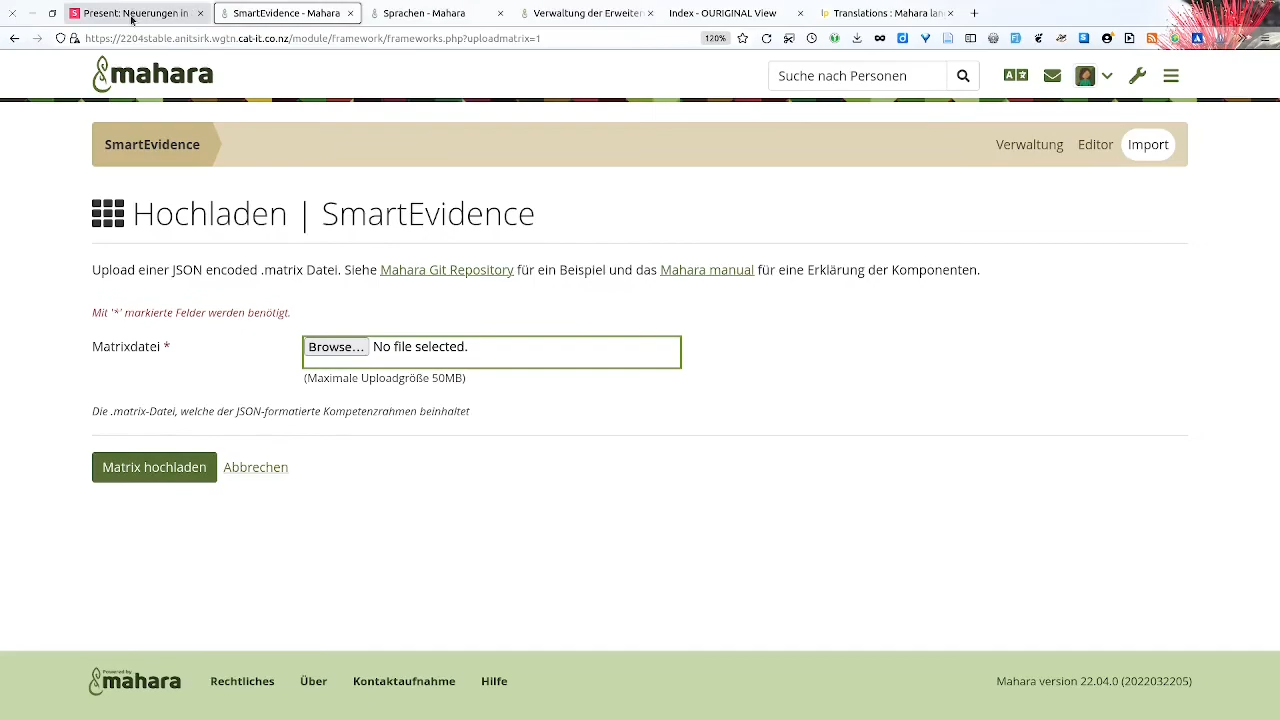 Present: Neuerungen in
SmartEvidence - Mahara
Sprachen - Mahara
Verwaltung der Erweiter
Index - OURIGINAL View
Translations : Mahara lan
https://2204stable.anitsirk.wgtn.cat-it.co.nz/module/framework/frameworks.php?uploadmatrix=1
120%
mahara
Suche nach Personen
SmartEvidence
Verwaltung
Editor
Import
Hochladen | SmartEvidence
Upload einer JSON encoded .matrix Datei. Siehe Mahara Git Repository für ein Beispiel und das Mahara manual für eine Erklärung der Komponenten.
Mit '*' markierte Felder werden benötigt.
Matrixdatei *
Browse... No file selected.
(Maximale Uploadgröße 50MB)
Die .matrix-Datei, welche der JSON-formatierte Kompetenzrahmen beinhaltet
Matrix hochladen
Abbrechen
Powered by
mahara
Rechtliches
Über
Kontaktaufnahme
Hilfe
Mahara version 22.04.0 (2022032205)